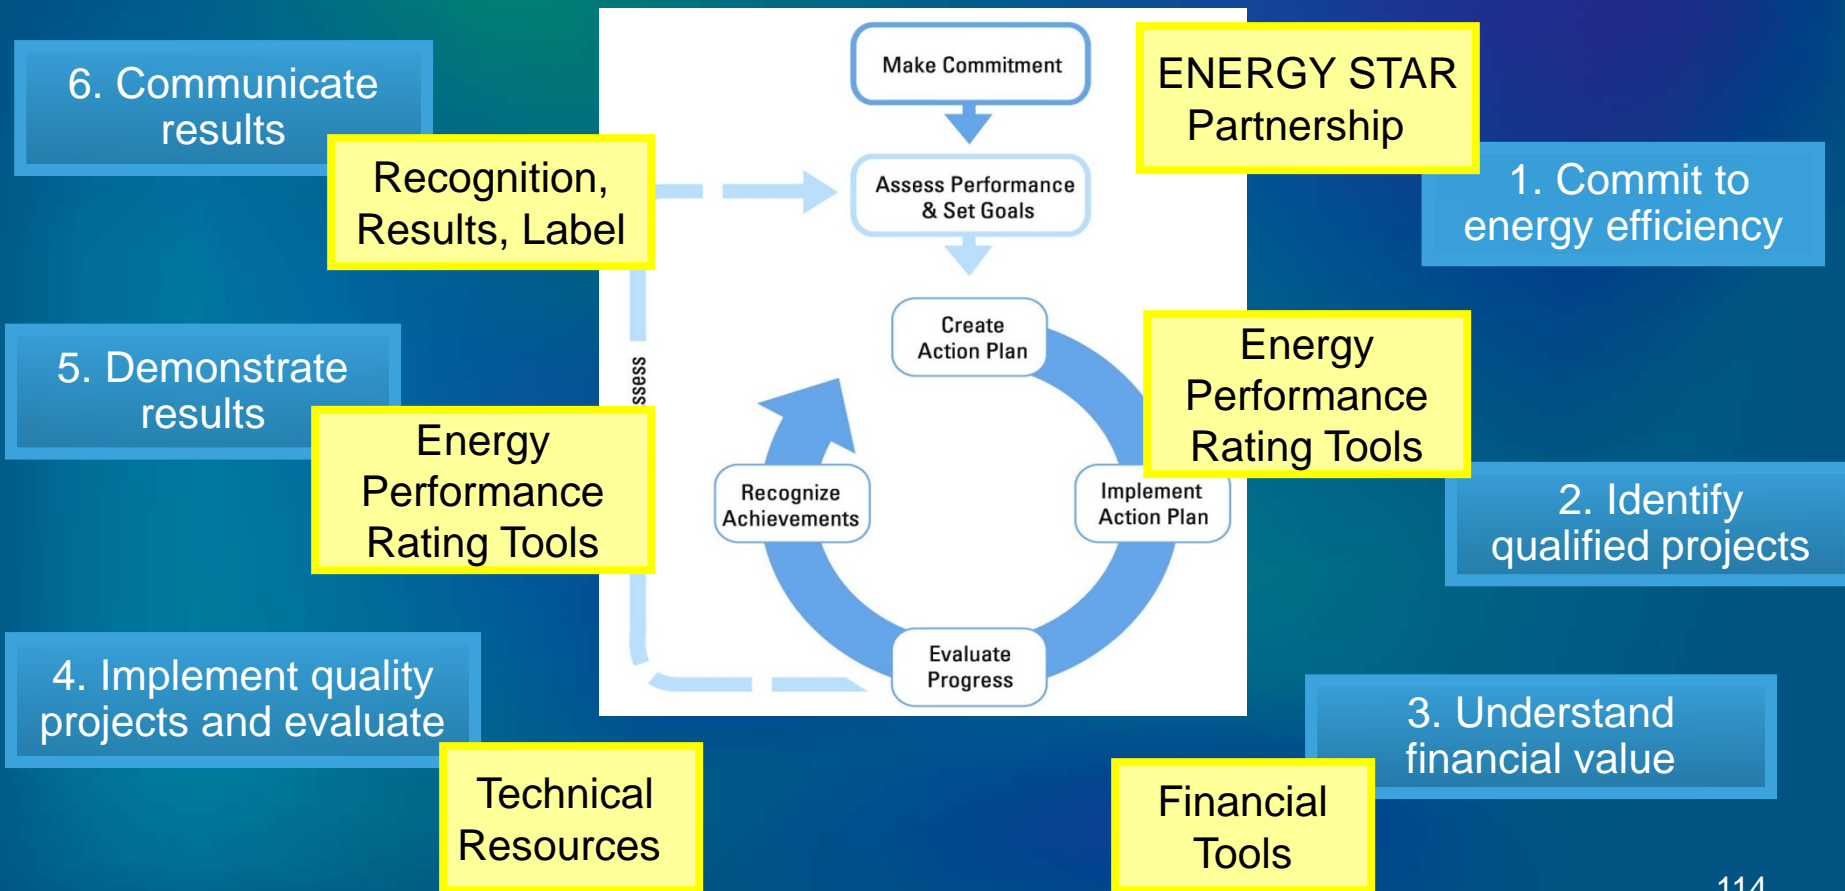 Make Commitment
Assess Performance
& Set Goals
Create
Action Plan
Implement
Action Plan
Evaluate
Progress
Recognize
Achievements
ENERGY STAR
Partnership
1. Commit to
energy efficiency
Energy
Performance
Rating Tools
2. Identify
qualified projects
3. Understand
financial value
Financial
Tools
4. Implement quality
projects and evaluate
Technical
Resources
5. Demonstrate
results
Energy
Performance
Rating Tools
6. Communicate
results
Recognition,
Results, Label
114